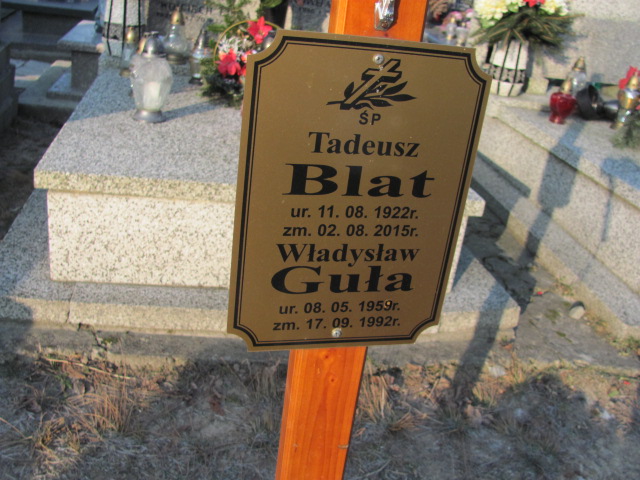 ŚP
Tadeusz
Blat
ur. 11. 08. 1922r.
zm. 02. 08. 2015r.
Władysław
Guła
ur. 08. 05. 1959r.
zm. 17. 09. 1992r.